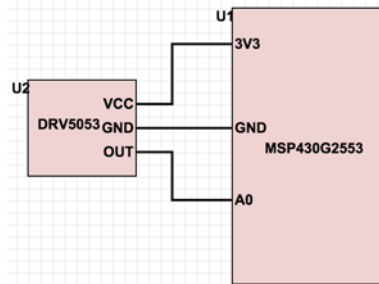 U1
3V3
U2
VCC
DRV5053
GND
GND
MSP430G2553
OUT
A0